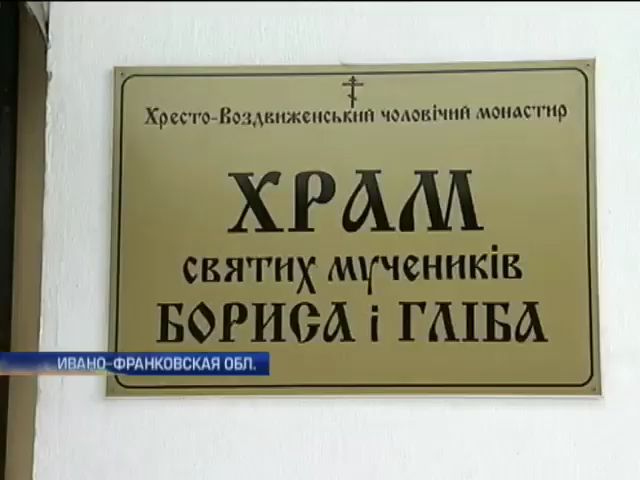 Хресто-Воздвиженський чоловічий монастир
ХРАМ
святих мучеників
БОРИСА і ГЛІБА
ИВАНО-ФРАНКОВСКАЯ ОБЛ.